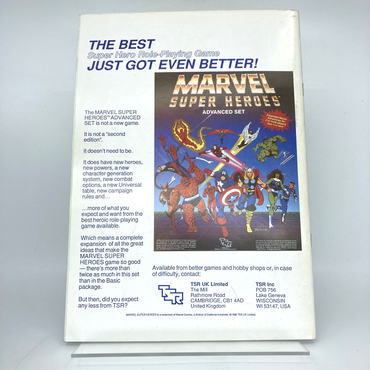 THE BEST
Super Hero Role-Playing Game
JUST GOT EVEN BETTER!
MARVEL
SUPER HEROES
ADVANCED SET
The MARVEL SUPER
HEROES™ ADVANCED
SET is not a new game.
It is not a "second
edition".
It doesn't need to be.
It does have new heroes,
new powers, a new
character generation
system, new combat
options, a new Universal
table, new campaign
rules and...
...more of what you
expect and want from the
best heroic role-playing
game available.
Which means a complete
expansion of all the great
ideas that make the
MARVEL SUPER
HEROES game so good
— there's more than
twice as much in this set
than in the Basic
package.
But then, did you expect
any less from TSR?
Available from better games and hobby shops or, in case
of difficulty, contact:
TSR
TSR UK Limited
The Mill
Rathmore Road
CAMBRIDGE, CB1 4AD
United Kingdom
TSR Inc
POB 756
Lake Geneva
WISCONSIN
WI 53147, USA